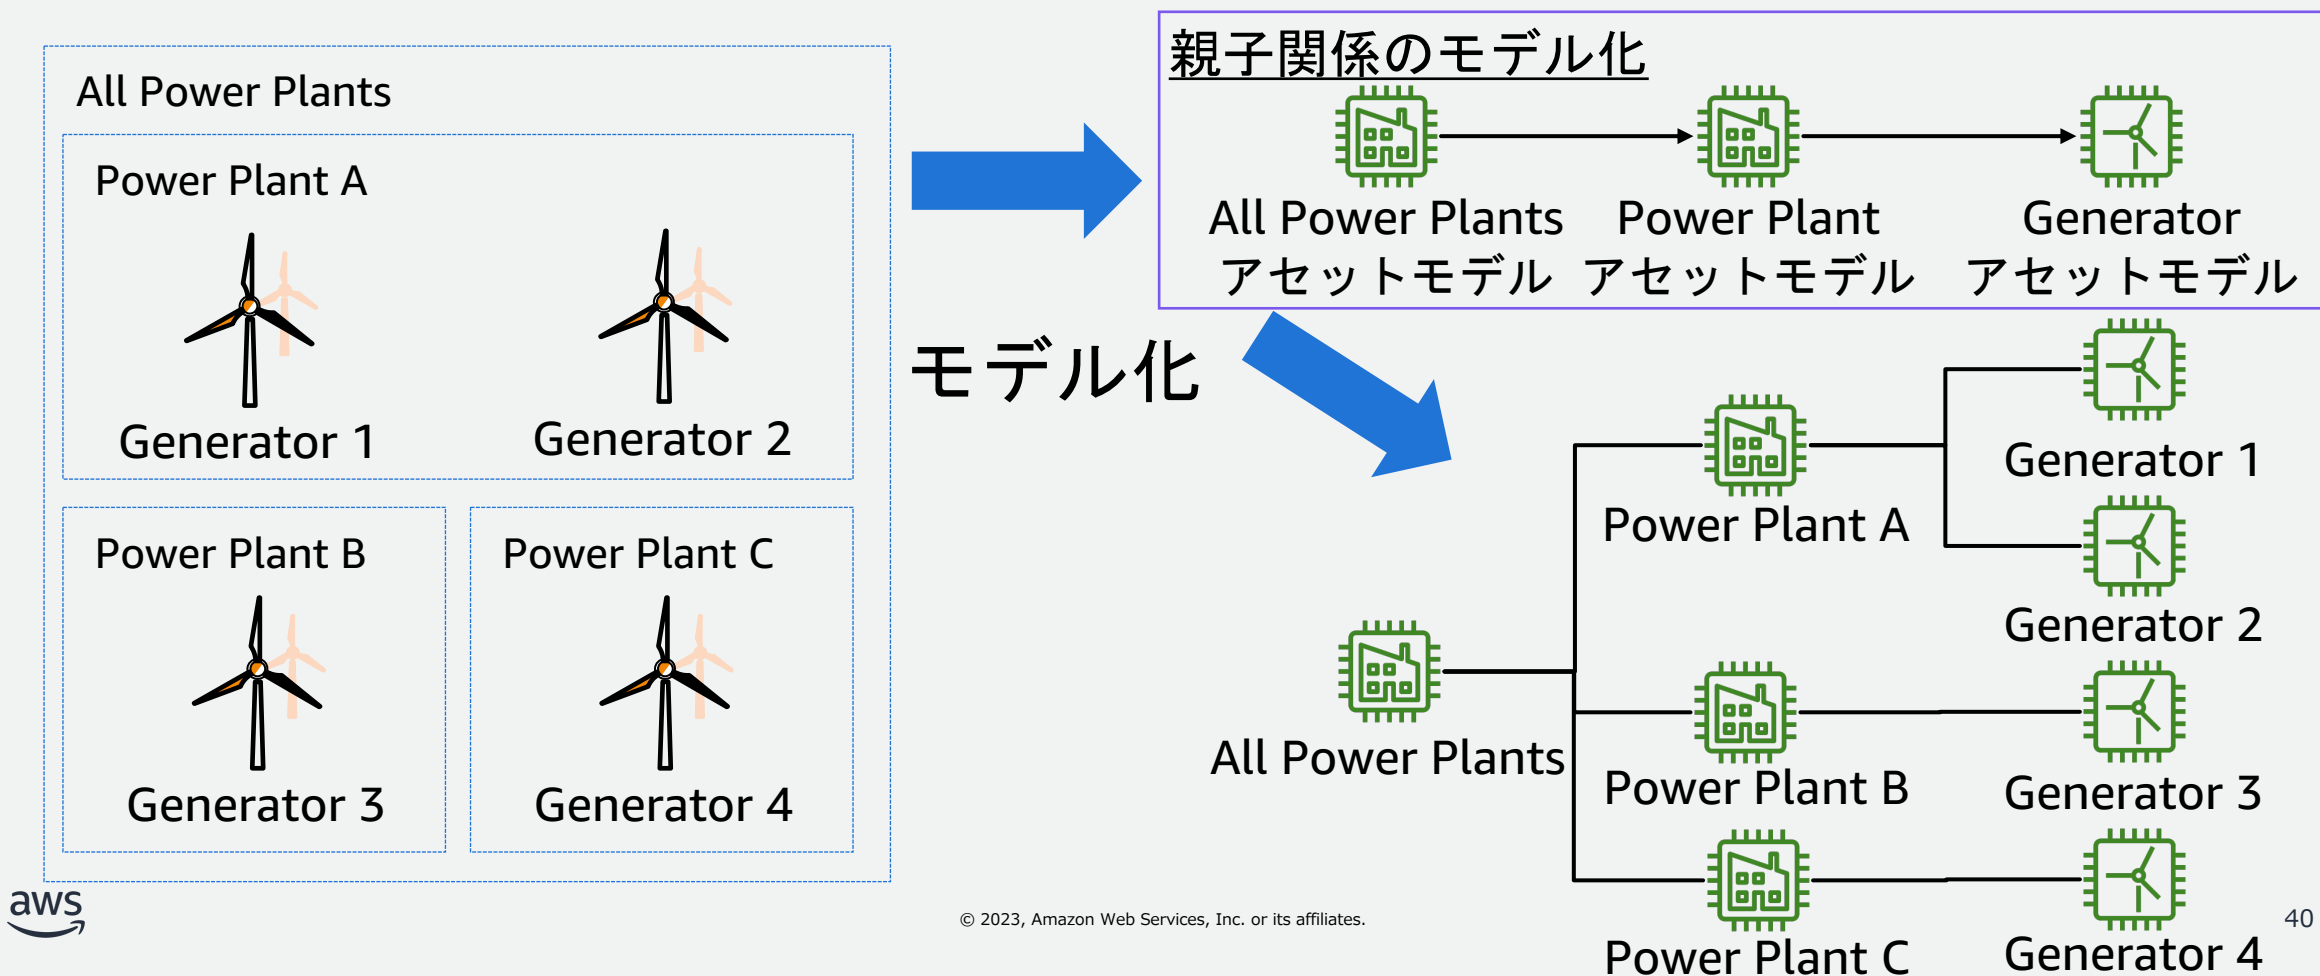 All Power Plants
Power Plant A
Generator 1
Generator 2
Power Plant B
Generator 3
Power Plant C
Generator 4
モデル化
親子関係のモデル化
All Power Plants
アセットモデル
Power Plant
アセットモデル
Generator
アセットモデル
All Power Plants
Power Plant A
Generator 1
Generator 2
Power Plant B
Generator 3
Power Plant C
Generator 4
aws
© 2023, Amazon Web Services, Inc. or its affiliates.
40